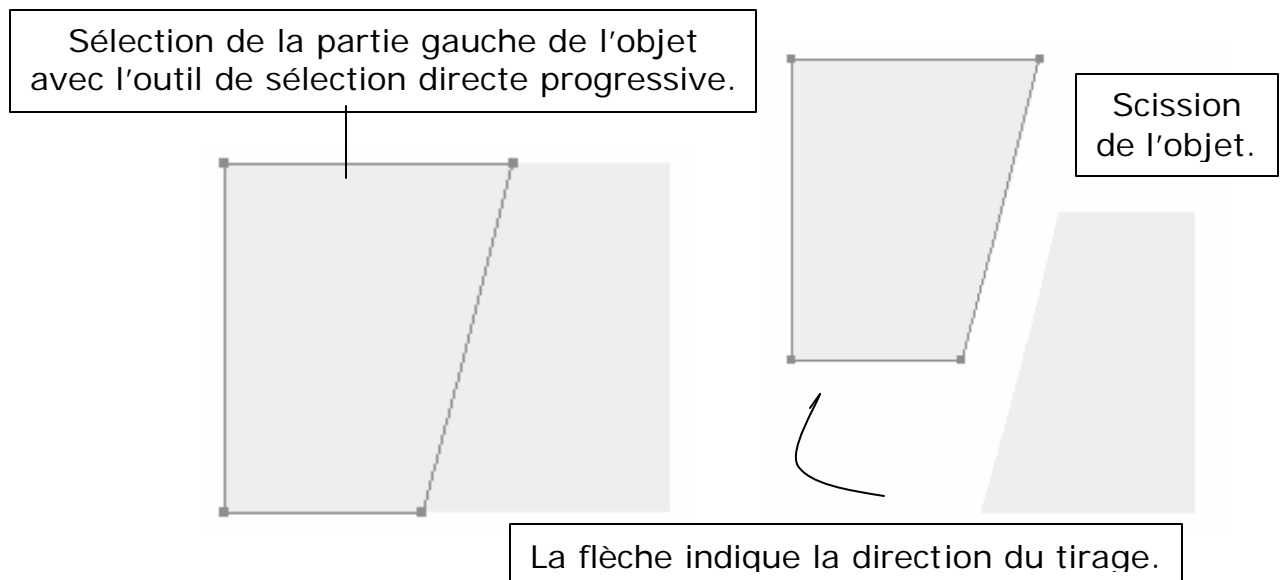 Sélection de la partie gauche de l'objet
avec l'outil de sélection directe progressive.
Scission
de l'objet.
La flèche indique la direction du tirage.